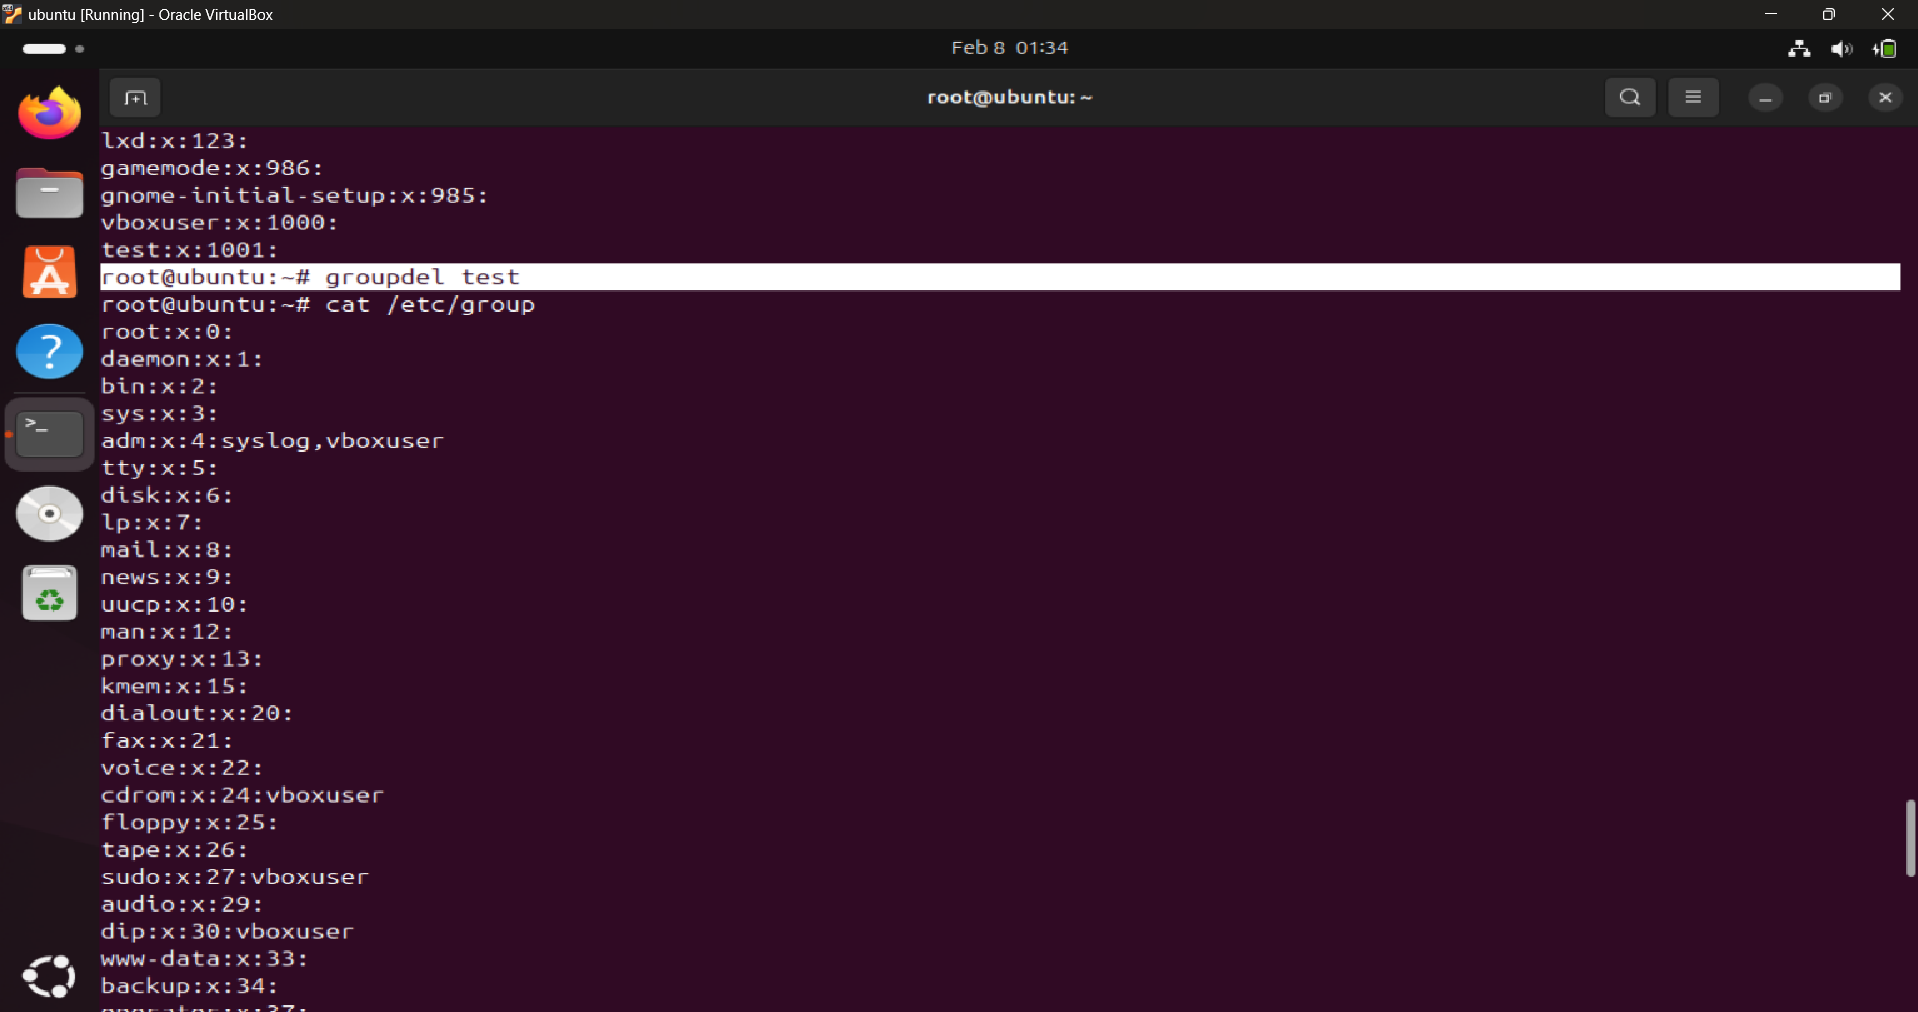 ubuntu [Running] - Oracle VirtualBox
Feb 8 01:34
root@ubuntu: ~
lxd:x:123:
gamemode:x:986:
gnome-initial-setup:x:985:
vboxuser:x:1000:
test:x:1001:
root@ubuntu:~# groupdel test
root@ubuntu:~# cat /etc/group
root:x:0:
daemon:x:1:
bin:x:2:
sys:x:3:
adm:x:4:syslog,vboxuser
tty:x:5:
disk:x:6:
lp:x:7:
mail:x:8:
news:x:9:
uucp:x:10:
man:x:12:
proxy:x:13:
kmem:x:15:
dialout:x:20:
fax:x:21:
voice:x:22:
cdrom:x:24:vboxuser
floppy:x:25:
tape:x:26:
sudo:x:27:vboxuser
audio:x:29:
dip:x:30:vboxuser
www-data:x:33:
backup:x:34:
operator:x:37: